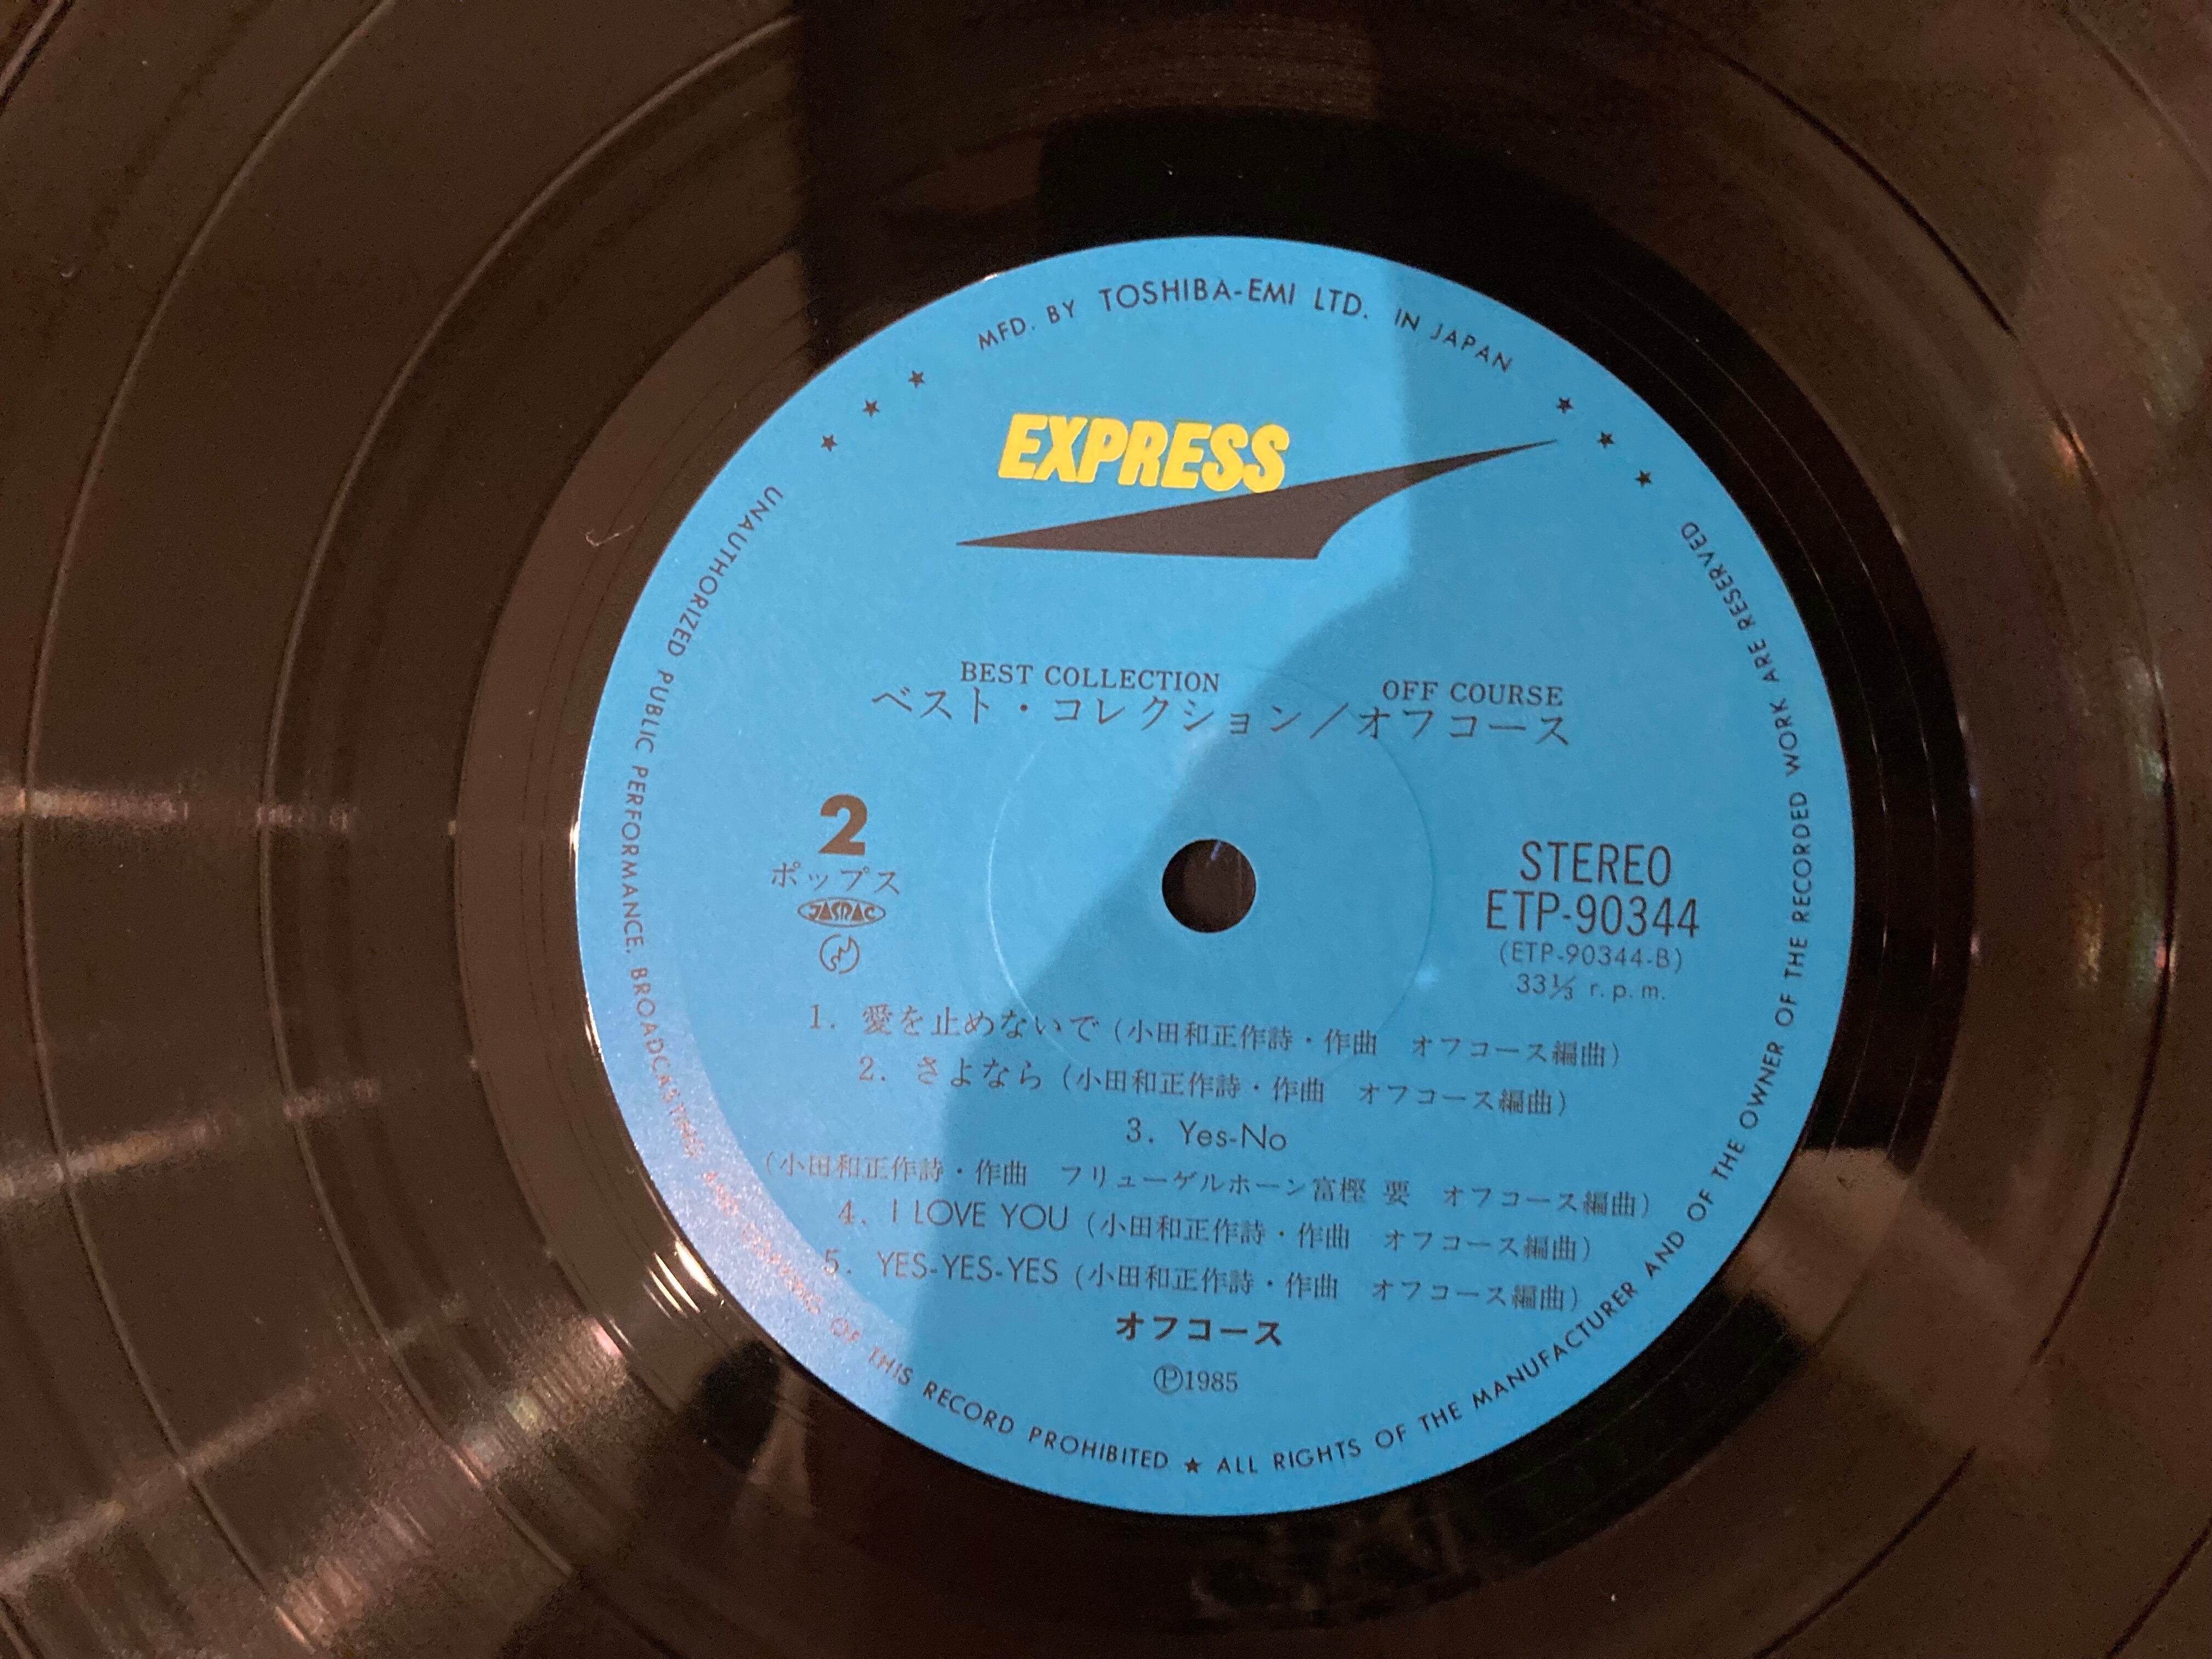 MFD. BY TOSHIBA-EMI LTD. IN JAPAN
EXPRESS
BEST COLLECTION OFF COURSE
ベスト・コレクション／オフコース
2
ポップス
JASRAC
STEREO
ETP-90344
(ETP-90344-B)
33⅓ r.p.m.
1. 愛を止めないで (小田和正作詩・作曲 オフコース編曲)
2. さよなら (小田和正作詩・作曲 オフコース編曲)
3. Yes-No
(小田和正作詩・作曲 フリューゲルホーン富樫 要 オフコース編曲)
4. I LOVE YOU (小田和正作詩・作曲 オフコース編曲)
5. YES-YES-YES (小田和正作詩・作曲 オフコース編曲)
オフコース
Ⓟ1985
UNAUTHORIZED PUBLIC PERFORMANCE, BROADCASTING AND COPYING OF THIS RECORD PROHIBITED ★ ALL RIGHTS OF THE MANUFACTURER AND OF THE OWNER OF THE RECORDED WORK ARE RESERVED